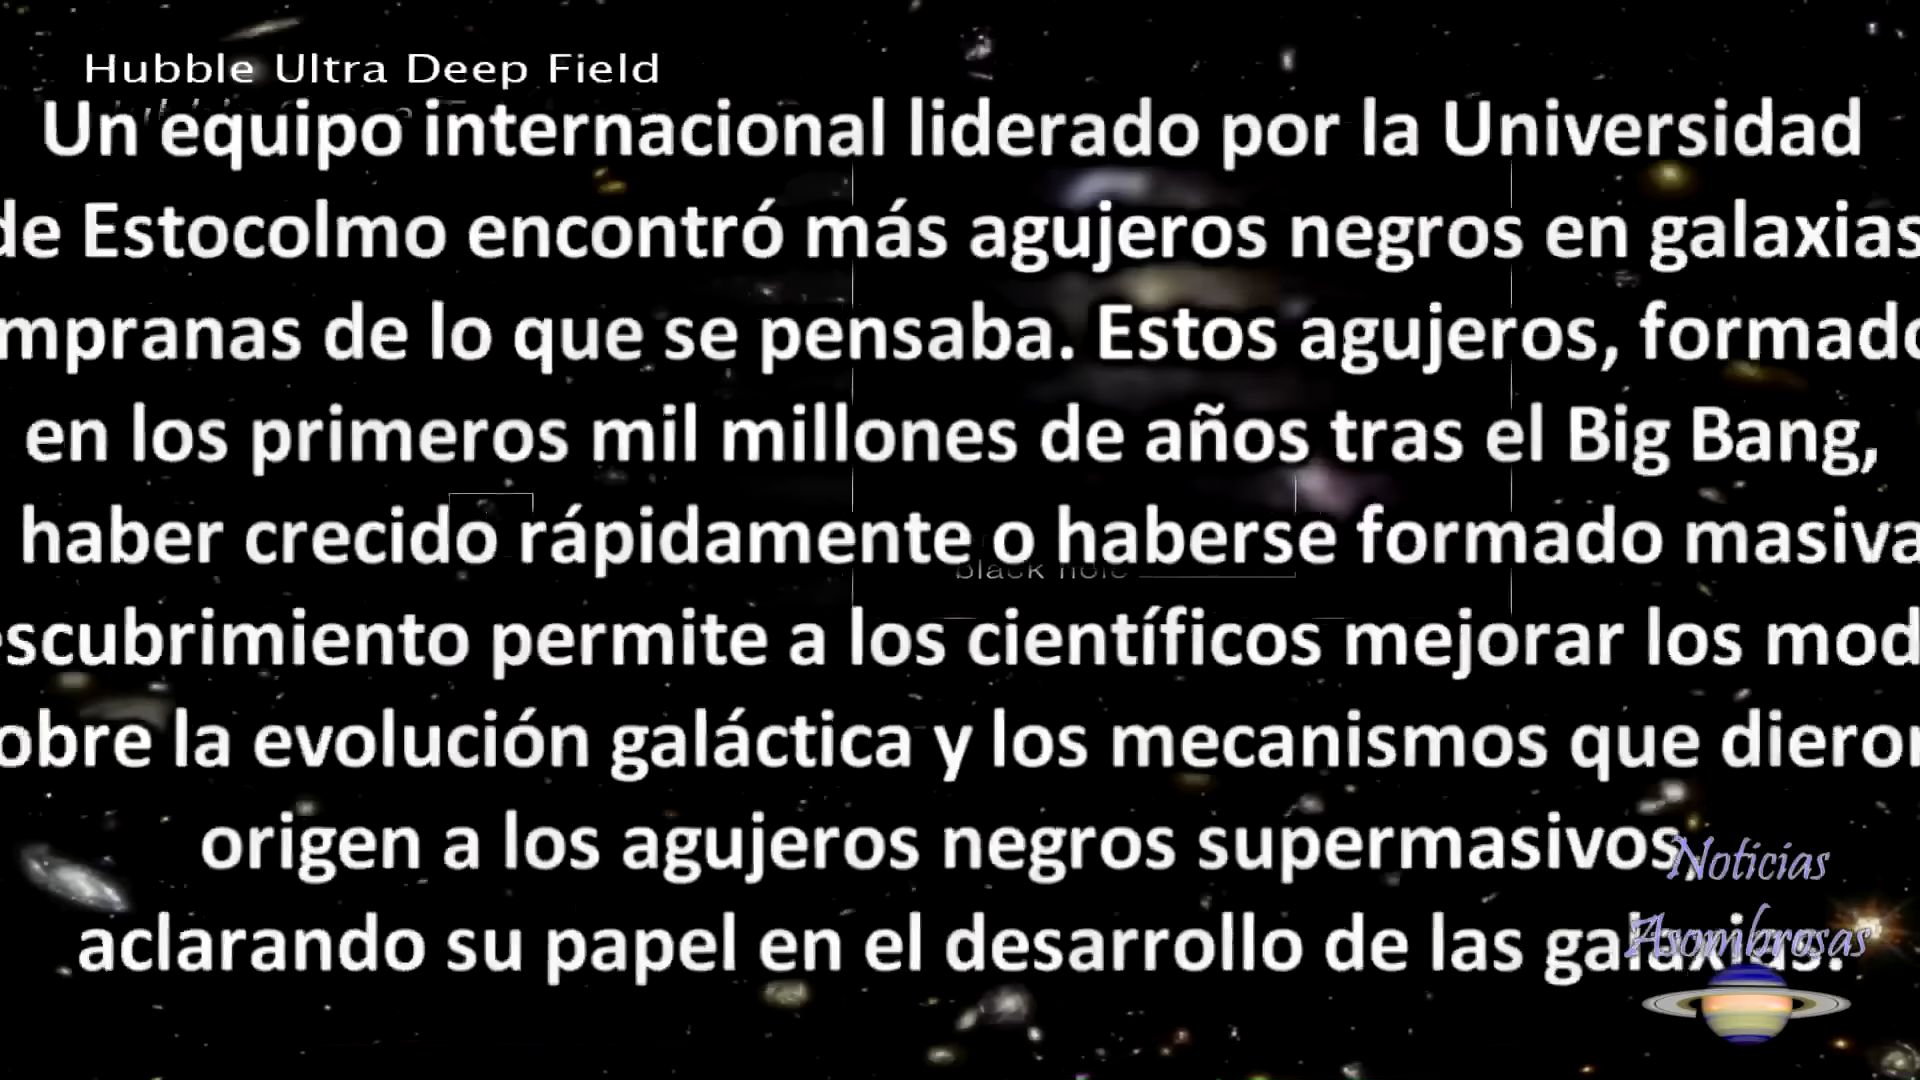 Hubble Ultra Deep Field
Un equipo internacional liderado por la Universidad
de Estocolmo encontró más agujeros negros en galaxias
mpranas de lo que se pensaba. Estos agujeros, formado
en los primeros mil millones de años tras el Big Bang,
haber crecido rápidamente o haberse formado masiva
black hole
escubrimiento permite a los científicos mejorar los mod
obre la evolución galáctica y los mecanismos que dieron
origen a los agujeros negros supermasivos,
aclarando su papel en el desarrollo de las galaxias.
Noticias
Asombrosas